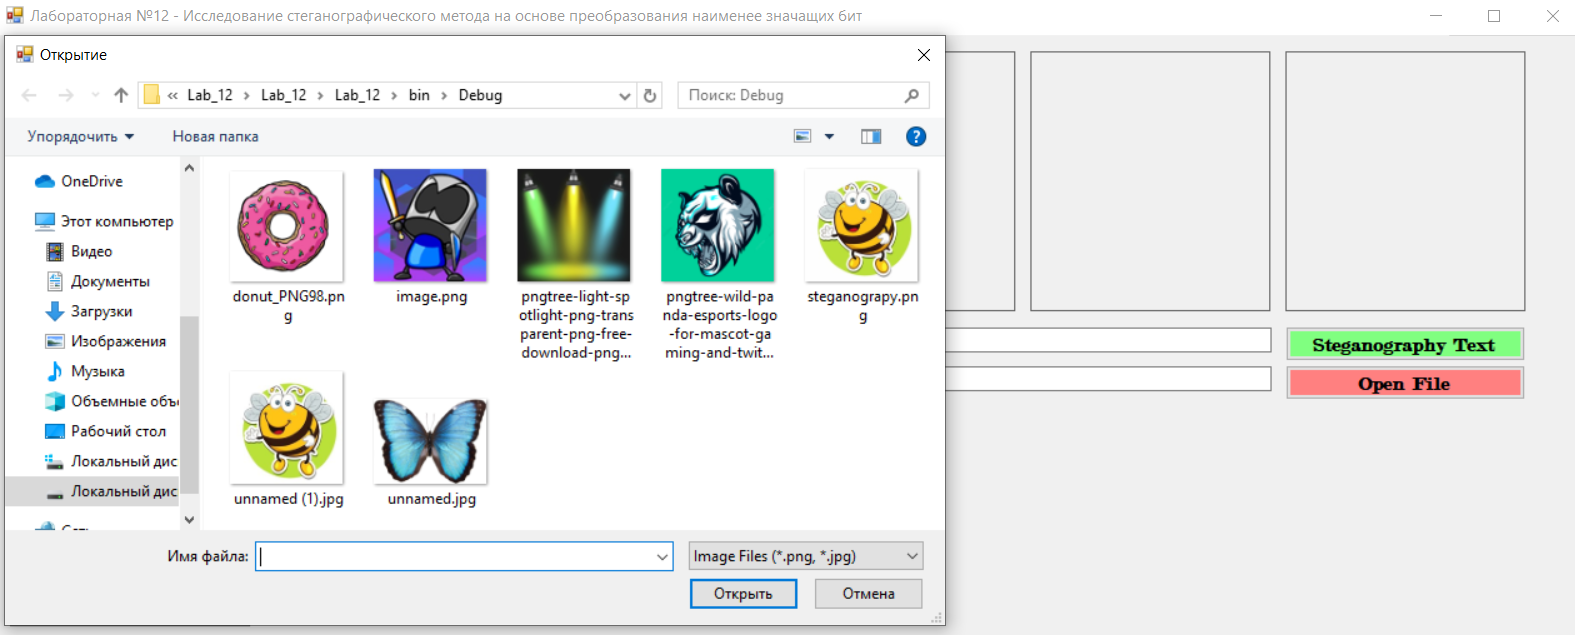 Лабораторная №12 - Исследование стеганографического метода на основе преобразования наименее значащих бит
Открытие
« Lab_12 › Lab_12 › Lab_12 › bin › Debug
Поиск: Debug
Упорядочить
Новая папка
OneDrive
Этот компьютер
Видео
Документы
Загрузки
Изображения
Музыка
Объемные объ
Рабочий стол
Локальный дис
Локальный дис
donut_PNG98.pn
g
image.png
pngtree-light-sp
otlight-png-trans
parent-png-free-
download-png...
pngtree-wild-pa
nda-esports-logo
-for-mascot-ga
ming-and-twit...
steganograpy.pn
g
unnamed (1).jpg
unnamed.jpg
Имя файла:
Image Files (*.png, *.jpg)
Открыть
Отмена
Steganography Text
Open File